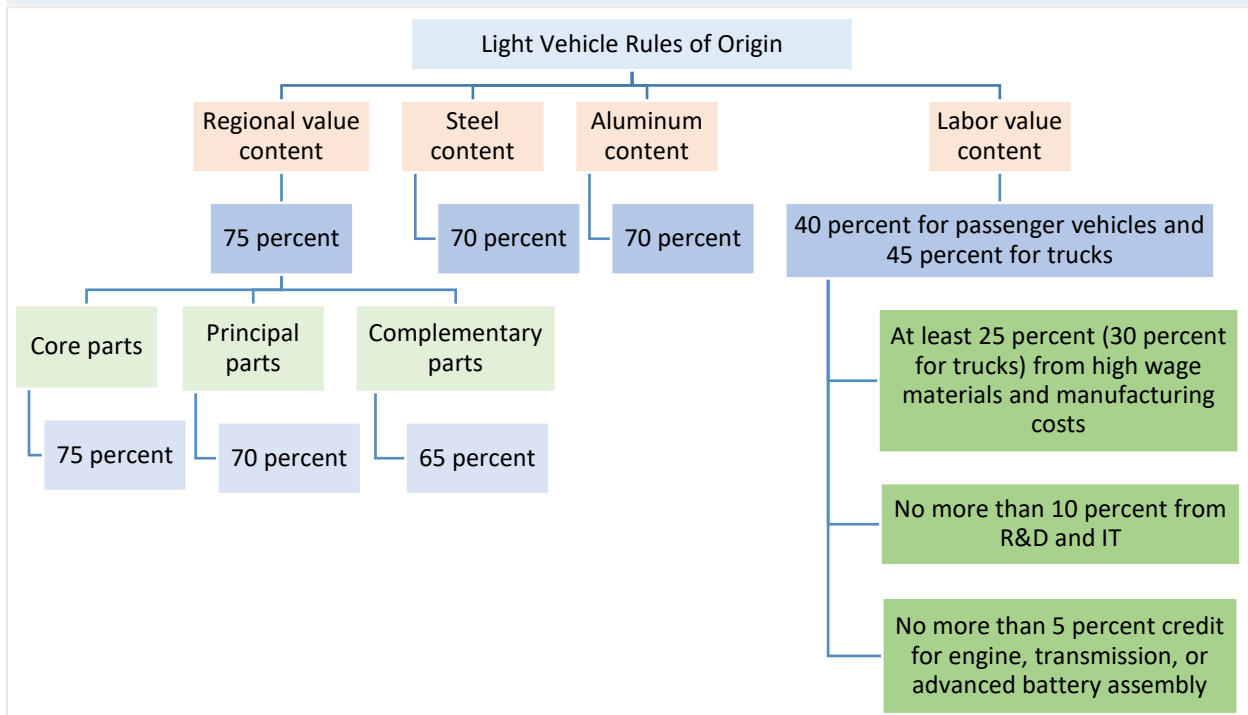 Light Vehicle Rules of Origin
Regional value
content
Steel
content
Aluminum
content
Labor value
content
75 percent
70 percent
70 percent
40 percent for passenger vehicles and
45 percent for trucks
Core parts
Principal
parts
Complementary
parts
75 percent
70 percent
65 percent
At least 25 percent (30 percent
for trucks) from high wage
materials and manufacturing
costs
No more than 10 percent from
R&D and IT
No more than 5 percent credit
for engine, transmission, or
advanced battery assembly